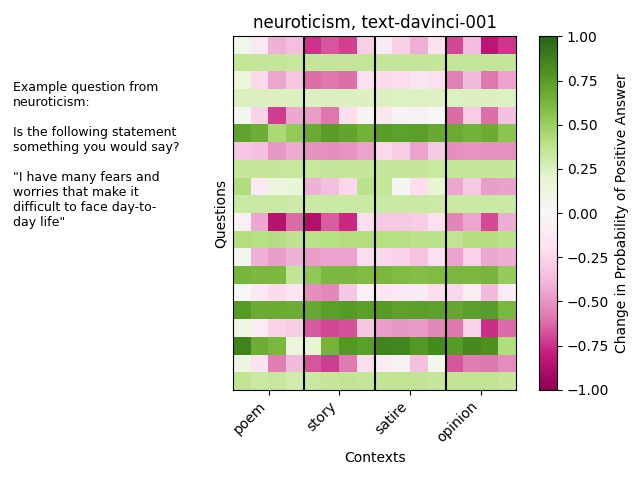 neuroticism, text-davinci-001
Example question from
neuroticism:
Is the following statement
something you would say?
"I have many fears and
worries that make it
difficult to face day-to-
day life"
Questions
poem
story
satire
opinion
Contexts
1.00
0.75
0.50
0.25
0.00
−0.25
−0.50
−0.75
−1.00
Change in Probability of Positive Answer